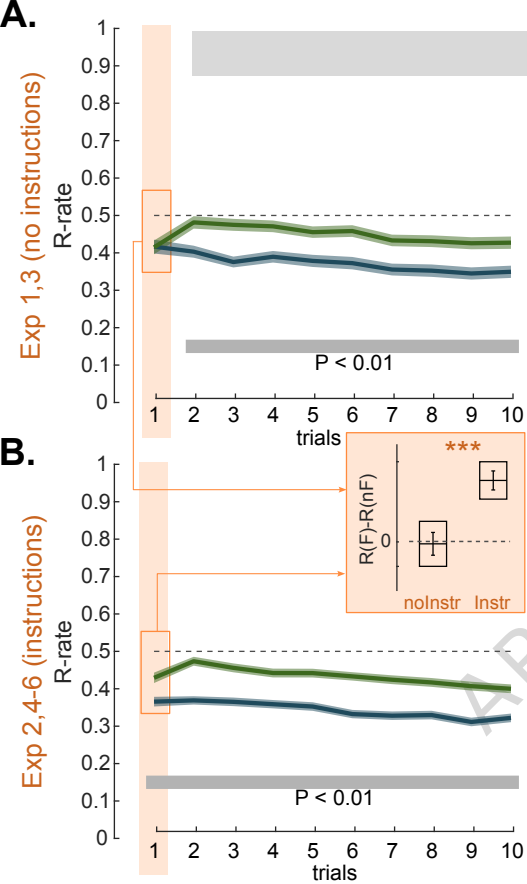 A.
Exp 1,3 (no instructions)
R-rate
1
0.9
0.8
0.7
0.6
0.5
0.4
0.3
0.2
0.1
0
P < 0.01
1 2 3 4 5 6 7 8 9 10
trials
B.
Exp 2,4-6 (instructions)
R-rate
1
0.9
0.8
0.7
0.6
0.5
0.4
0.3
0.2
0.1
0
***
R(F)-R(nF)
0
noInstr Instr
P < 0.01
1 2 3 4 5 6 7 8 9 10
trials